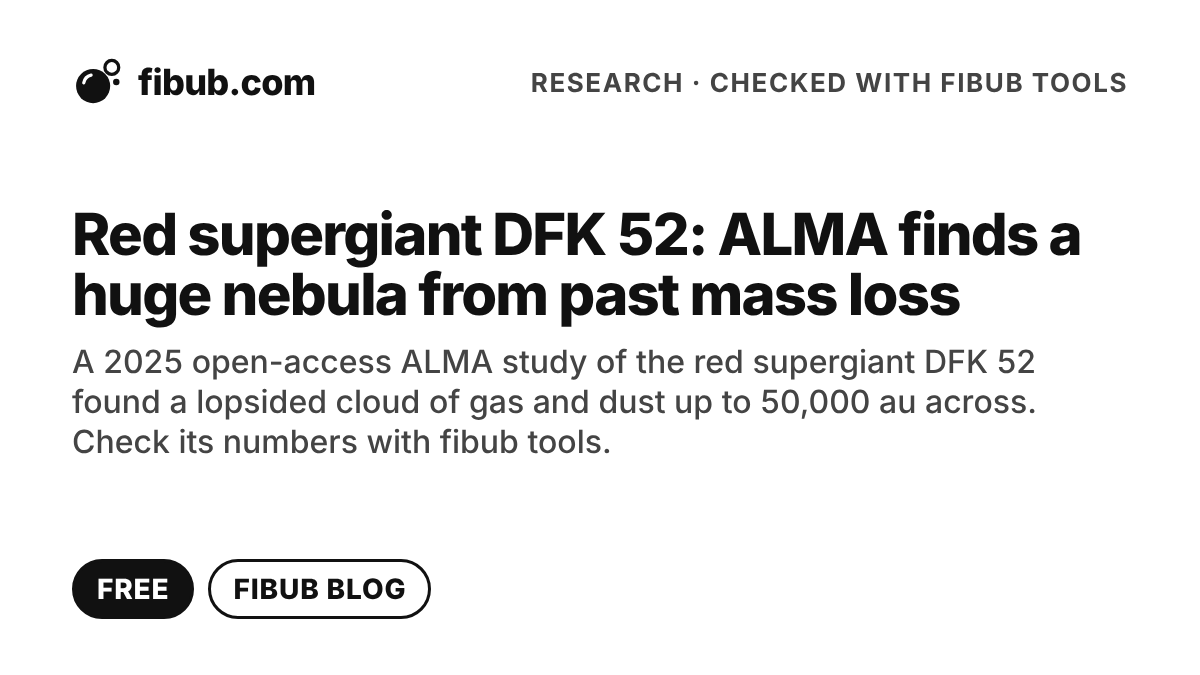 fibub.com
RESEARCH · CHECKED WITH FIBUB TOOLS
Red supergiant DFK 52: ALMA finds a
huge nebula from past mass loss
A 2025 open-access ALMA study of the red supergiant DFK 52
found a lopsided cloud of gas and dust up to 50,000 au across.
Check its numbers with fibub tools.
FREE
FIBUB BLOG